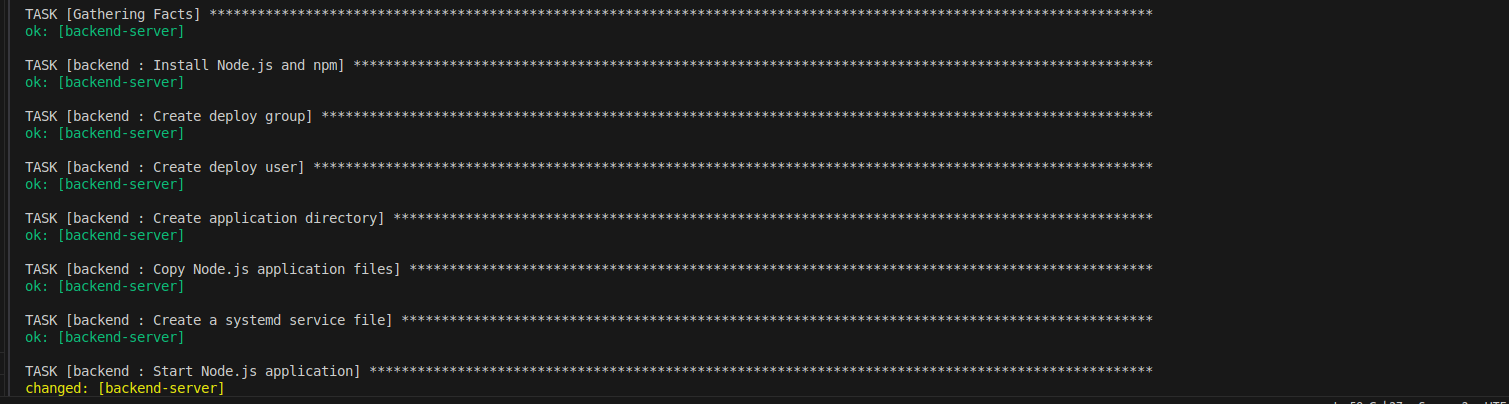 TASK [Gathering Facts] **********************************************************************************************************************
ok: [backend-server]
TASK [backend : Install Node.js and npm] ****************************************************************************************************
ok: [backend-server]
TASK [backend : Create deploy group] ********************************************************************************************************
ok: [backend-server]
TASK [backend : Create deploy user] *********************************************************************************************************
ok: [backend-server]
TASK [backend : Create application directory] ***********************************************************************************************
ok: [backend-server]
TASK [backend : Copy Node.js application files] *********************************************************************************************
ok: [backend-server]
TASK [backend : Create a systemd service file] **********************************************************************************************
ok: [backend-server]
TASK [backend : Start Node.js application] **************************************************************************************************
changed: [backend-server]